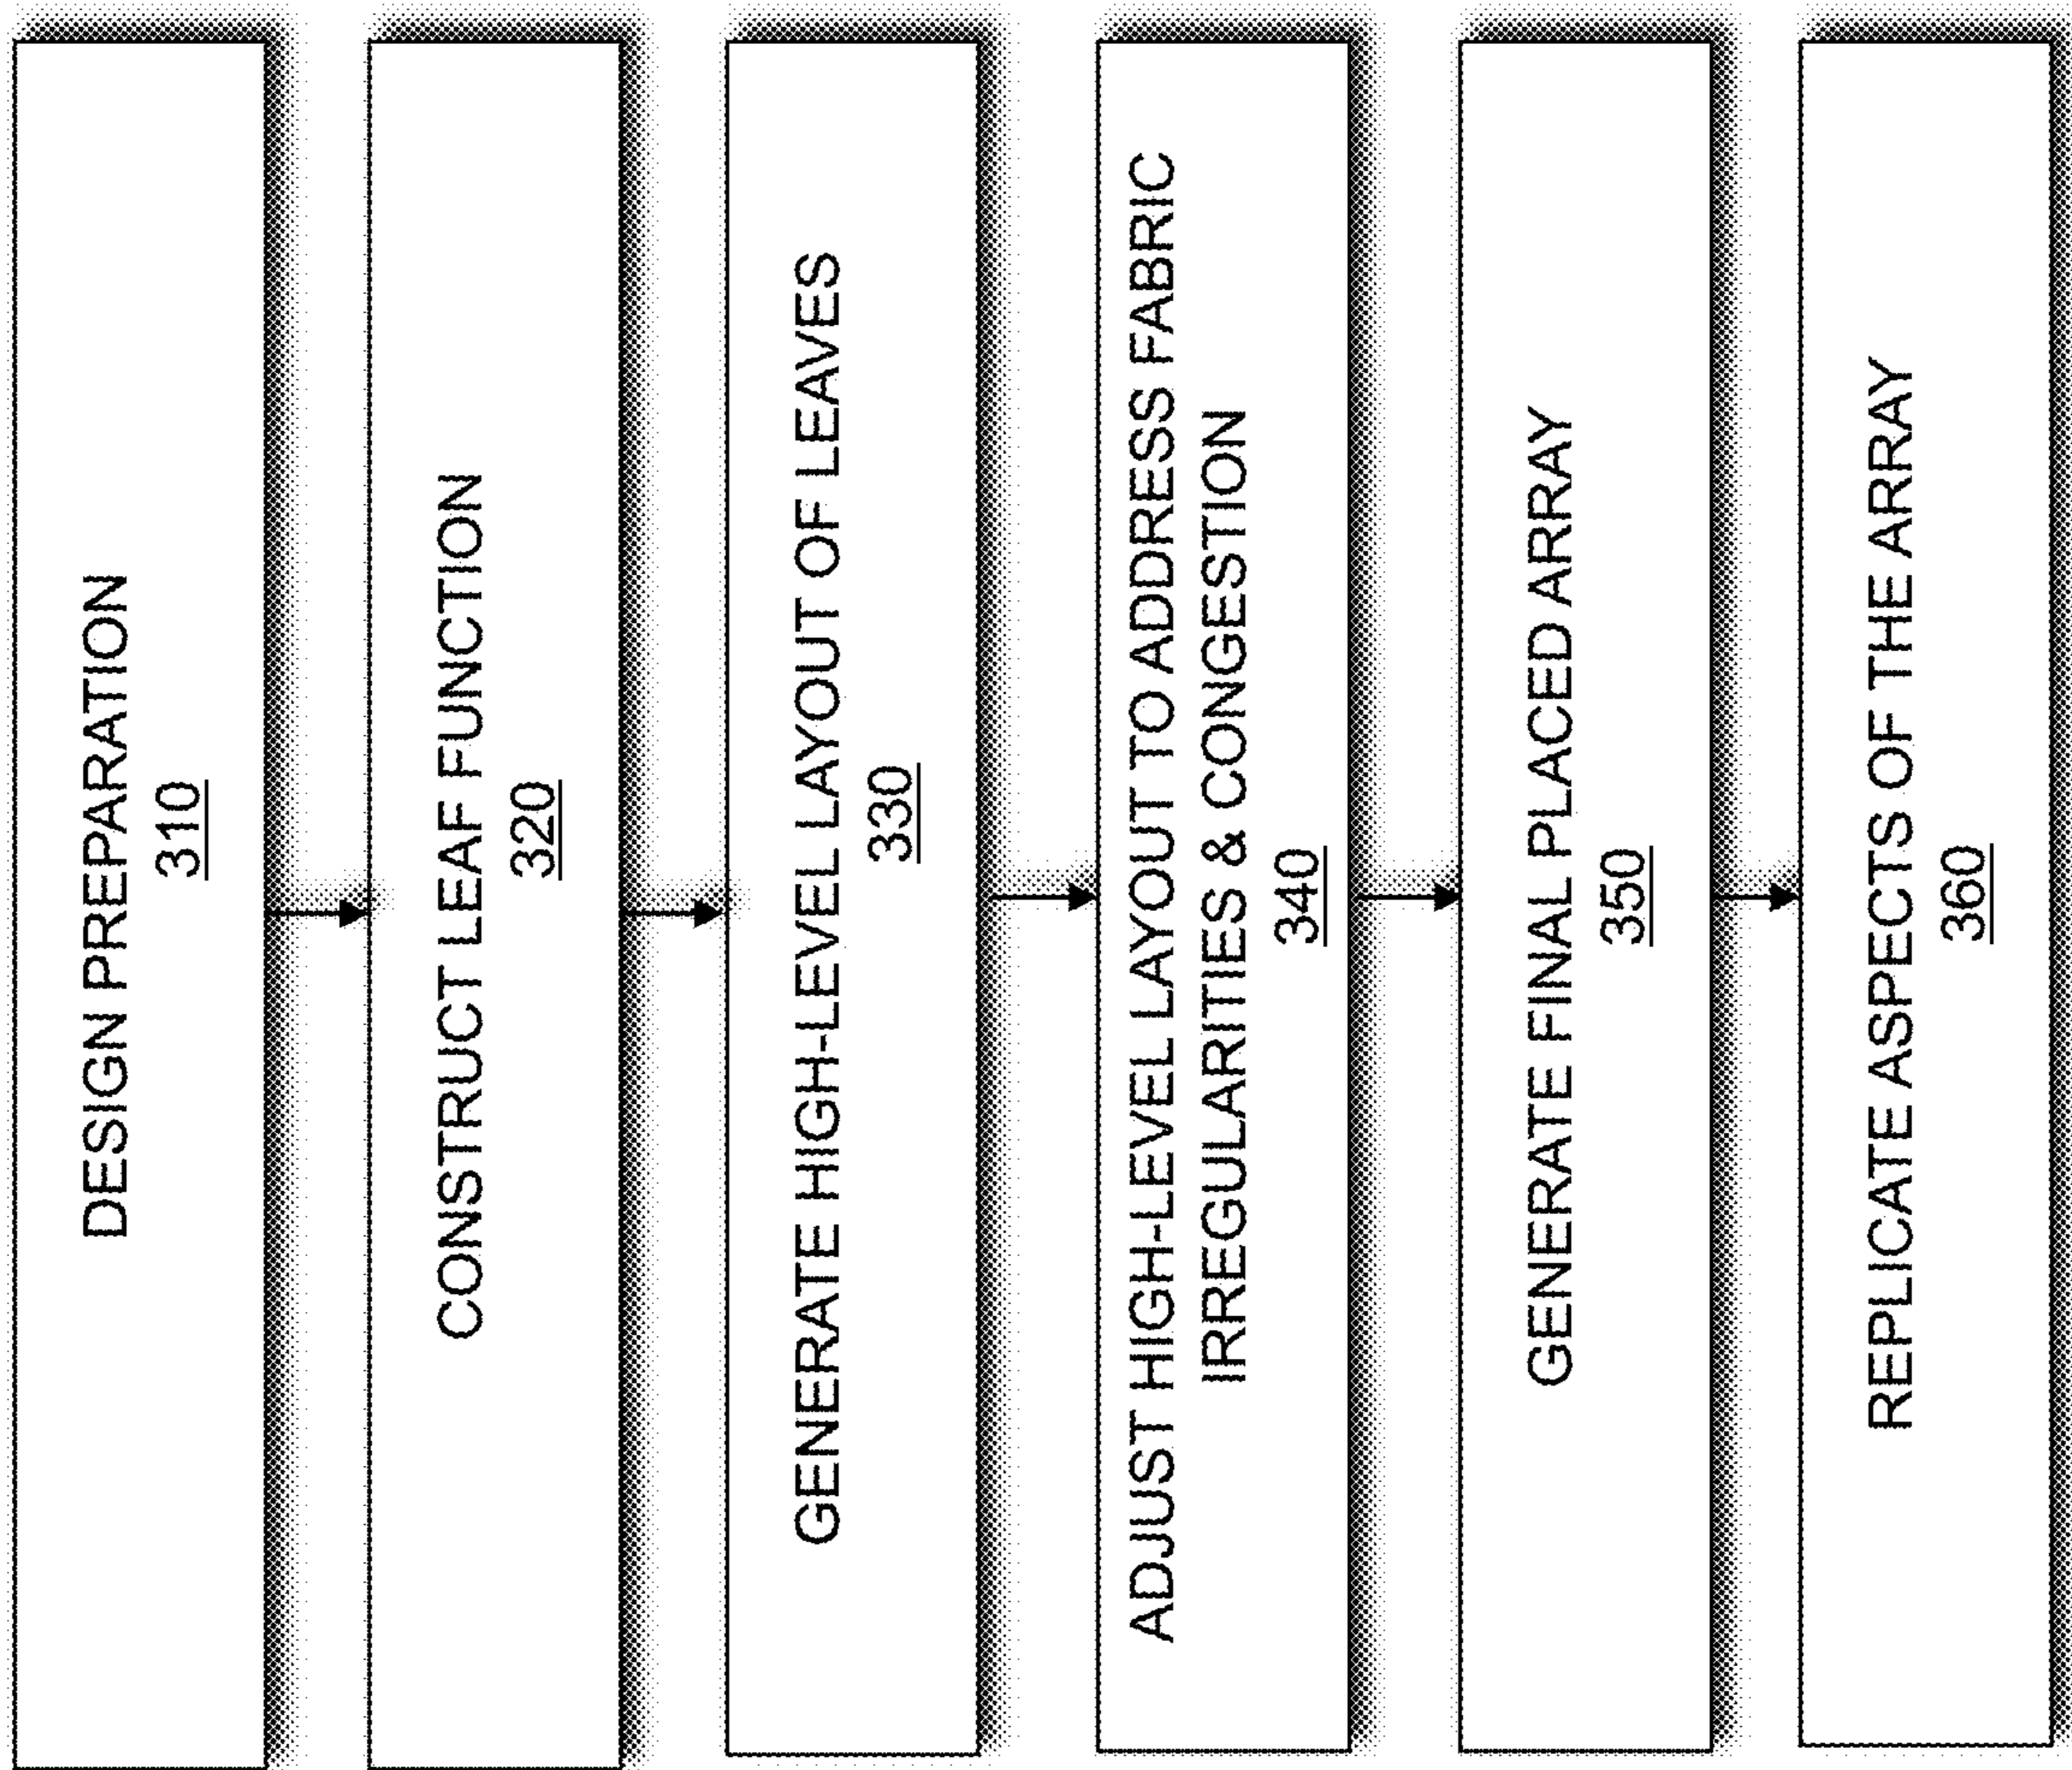 DESIGN PREPARATION
310
CONSTRUCT LEAF FUNCTION
320
GENERATE HIGH-LEVEL LAYOUT OF LEAVES
330
ADJUST HIGH-LEVEL LAYOUT TO ADDRESS FABRIC
IRREGULARITIES & CONGESTION
340
GENERATE FINAL PLACED ARRAY
350
REPLICATE ASPECTS OF THE ARRAY
360